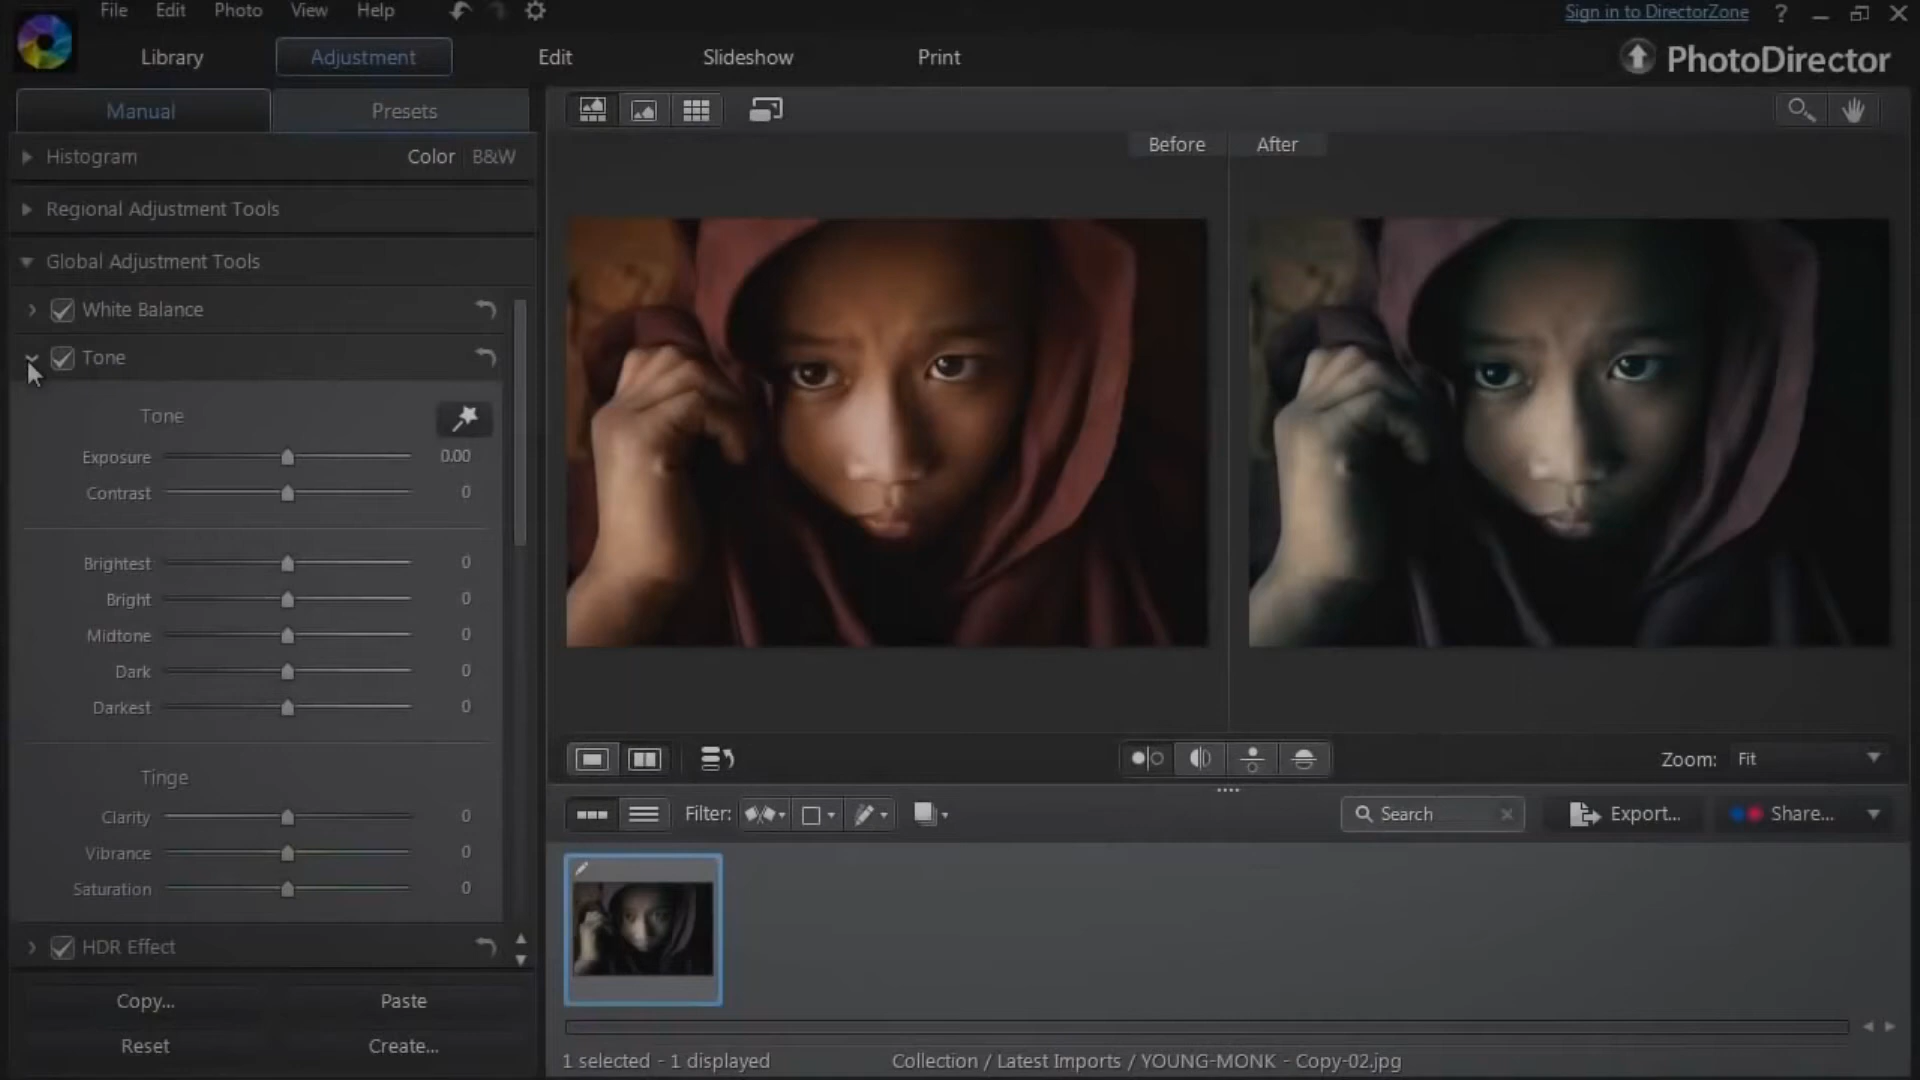 File Edit Photo View Help
Sign in to DirectorZone ?
Library Adjustment Edit Slideshow Print
PhotoDirector
Manual Presets
Histogram Color B&W
Regional Adjustment Tools
Global Adjustment Tools
White Balance
Tone
Tone
Exposure 0.00
Contrast 0
Brightest 0
Bright 0
Midtone 0
Dark 0
Darkest 0
Tinge
Clarity 0
Vibrance 0
Saturation 0
HDR Effect
Copy... Paste
Reset Create...
Before After
Zoom: Fit
Filter: Search Export... Share...
1 selected - 1 displayed Collection / Latest Imports / YOUNG-MONK - Copy-02.jpg